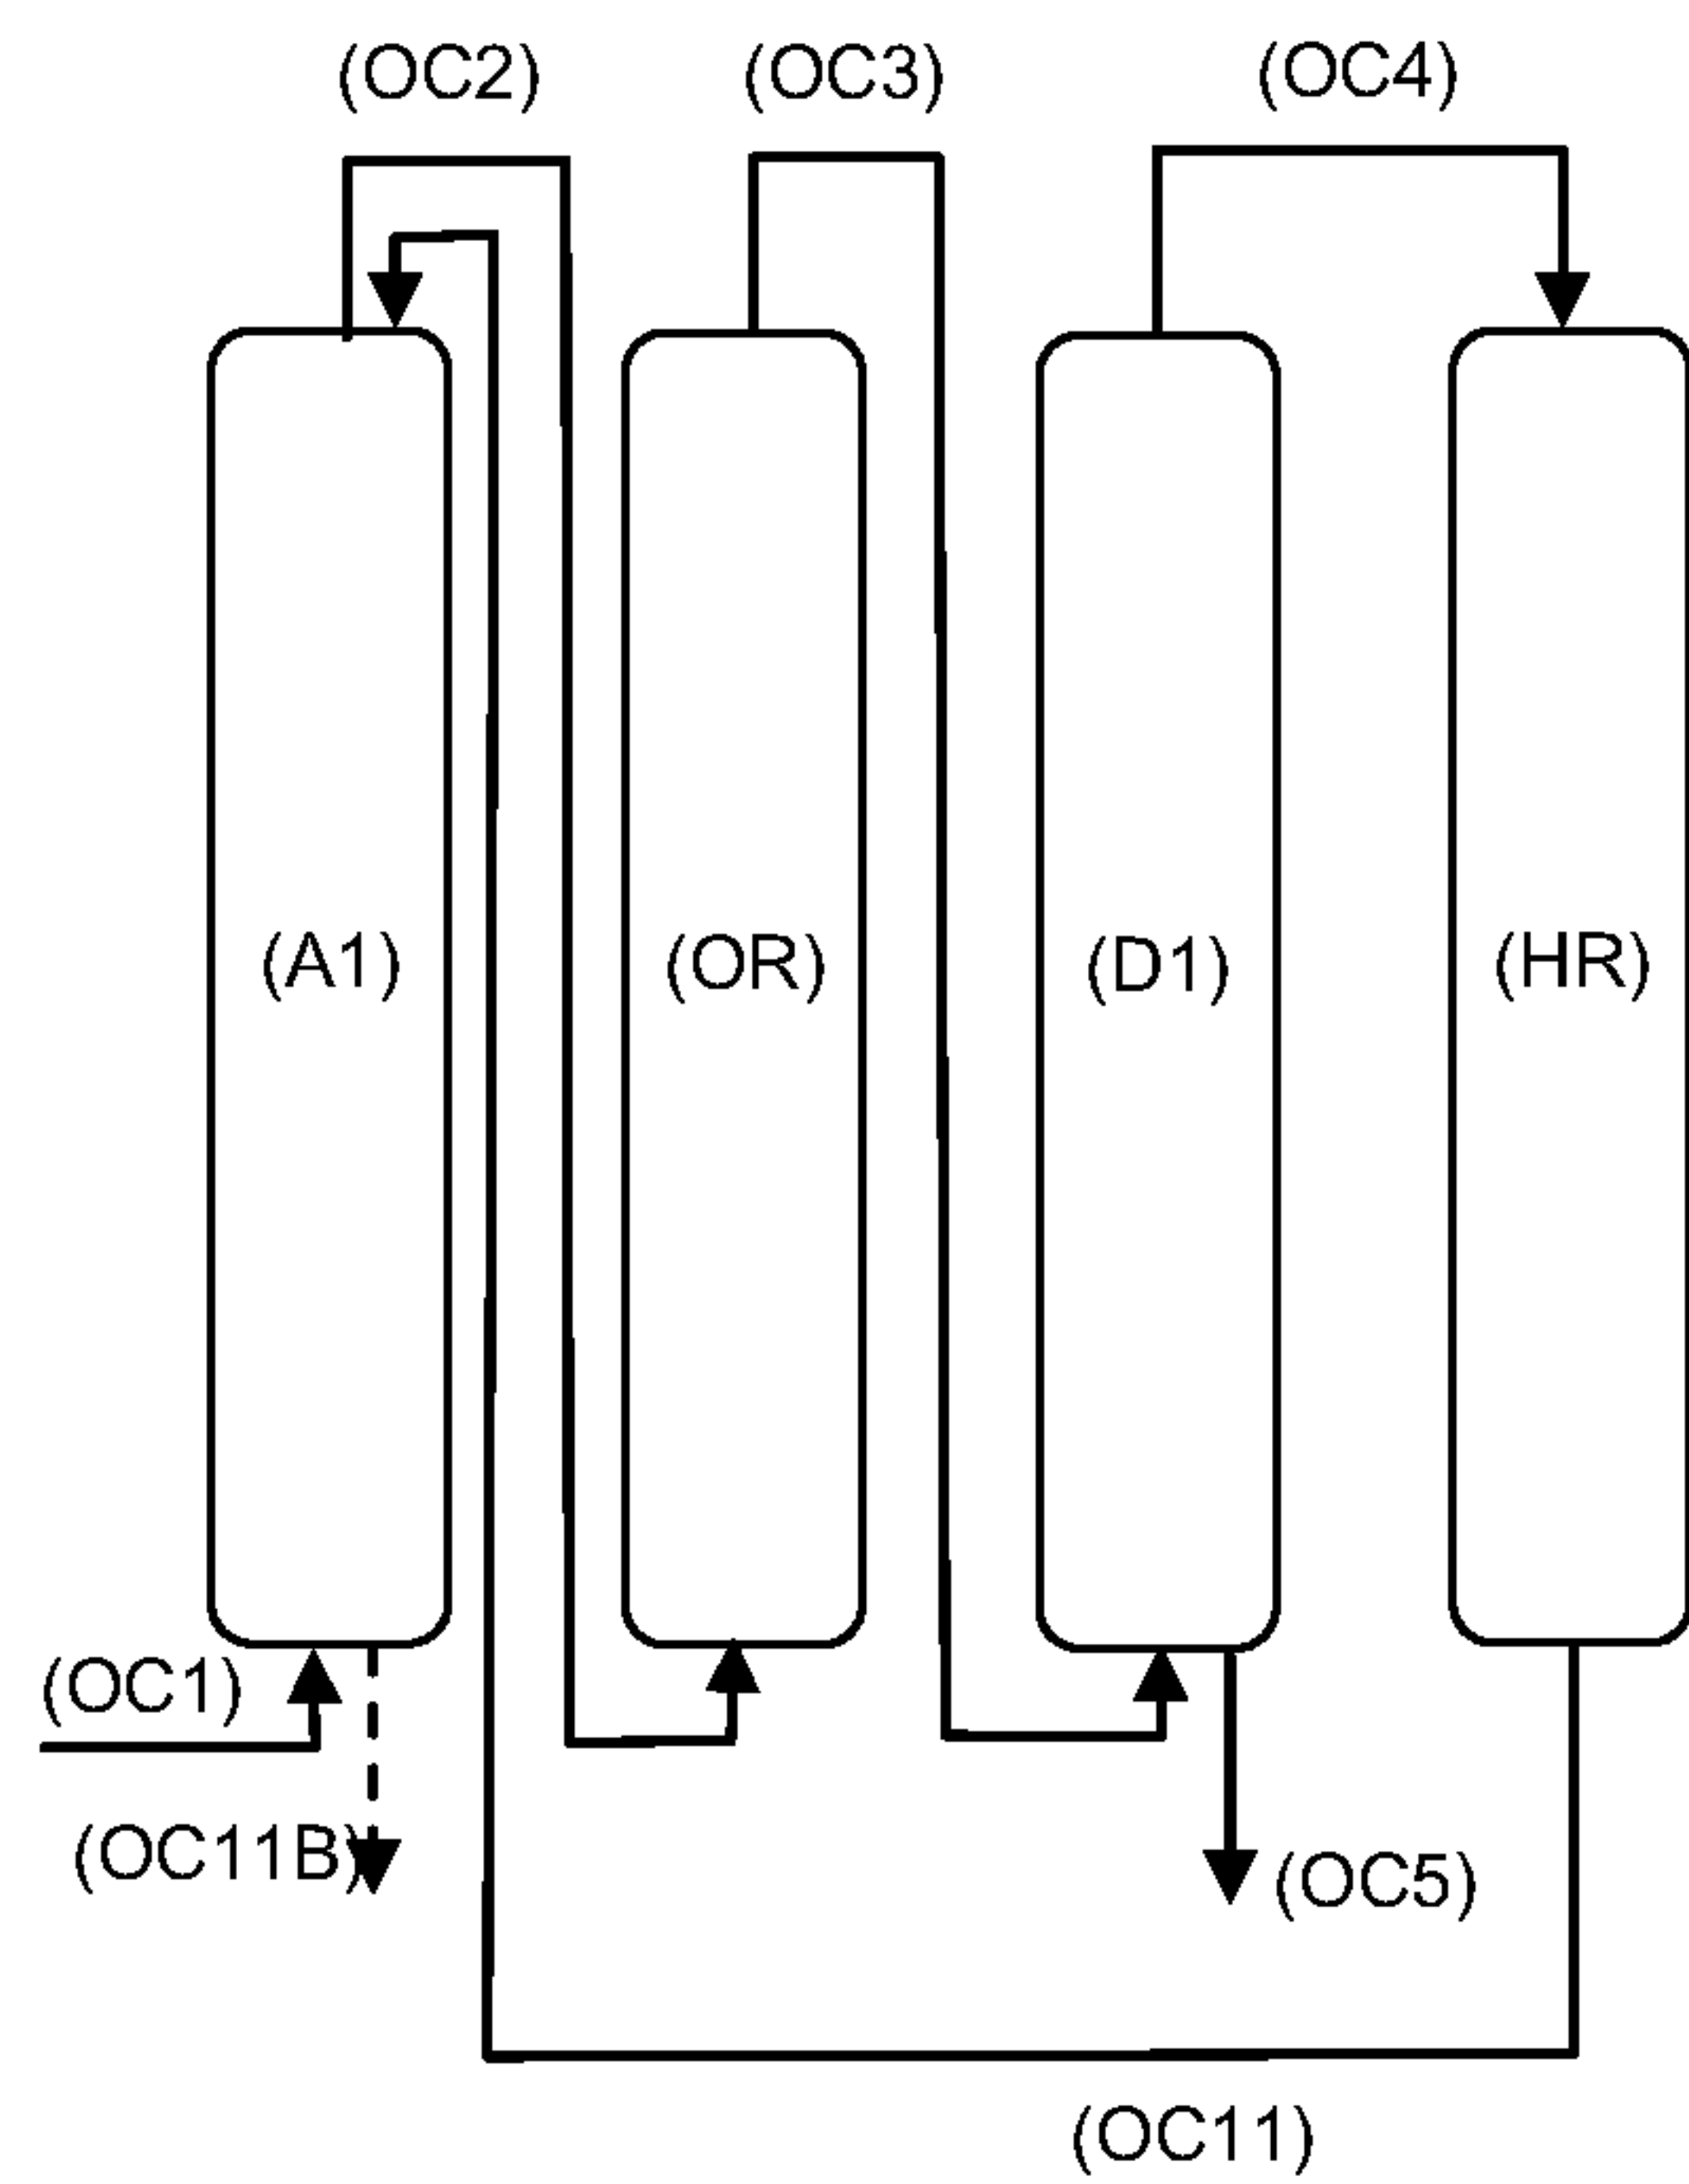 (OC2) (OC3) (OC4)
(A1) (OR) (D1) (HR)
(OC1)
(OC11B)
(OC5)
(OC11)